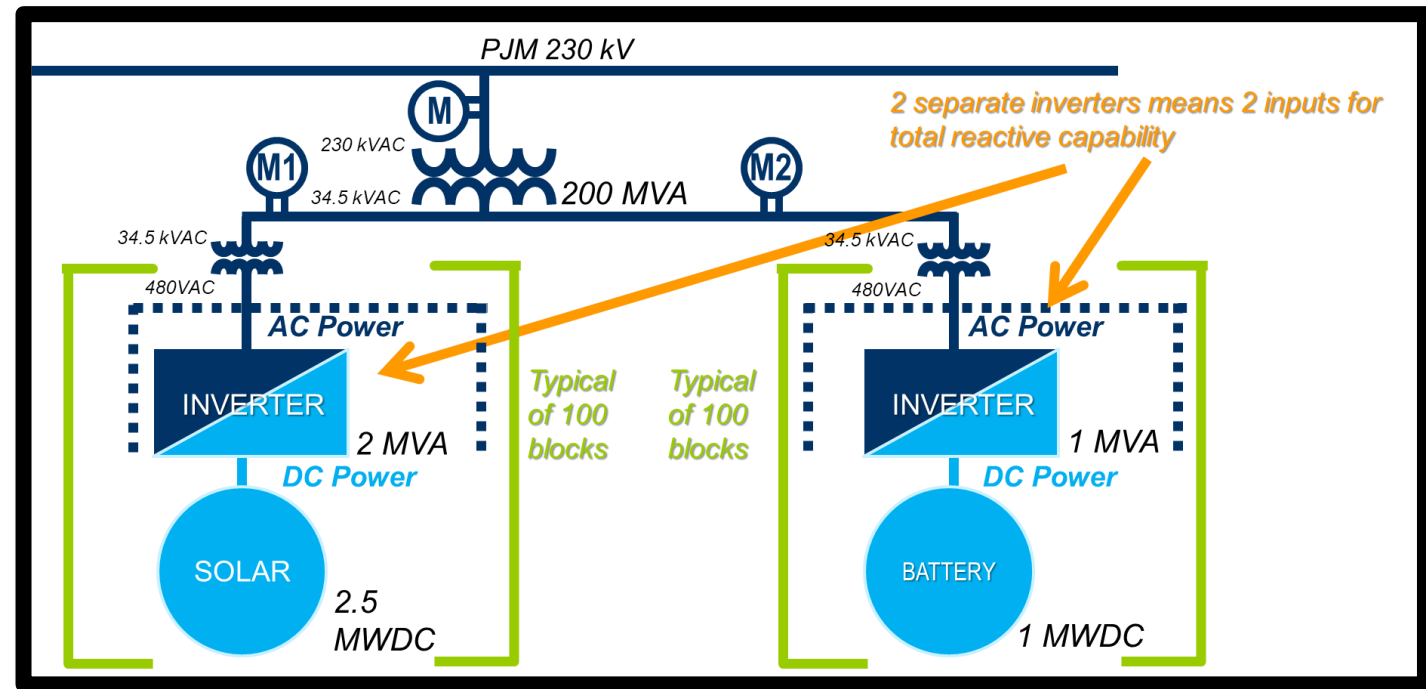 PJM 230 kV
2 separate inverters means 2 inputs for
total reactive capability
M
230 kVAC
M1
M2
34.5 kVAC
200 MVA
34.5 kVAC
34.5 kVAC
480VAC
480VAC
AC Power
AC Power
Typical
of 100
blocks
Typical
of 100
blocks
INVERTER
2 MVA
INVERTER
1 MVA
DC Power
DC Power
SOLAR
2.5
MWDC
BATTERY
1 MWDC